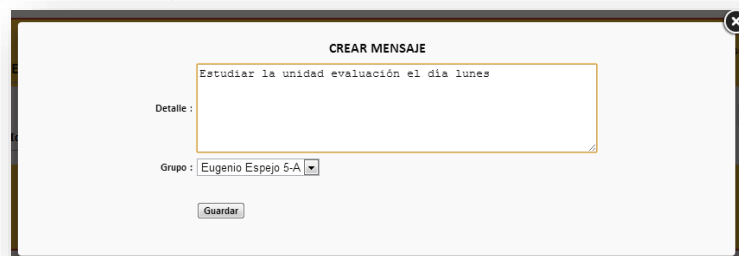 CREAR MENSAJE
Estudiar la unidad evaluación el día lunes
Detalle :
Grupo : Eugenio Espejo 5-A
Guardar